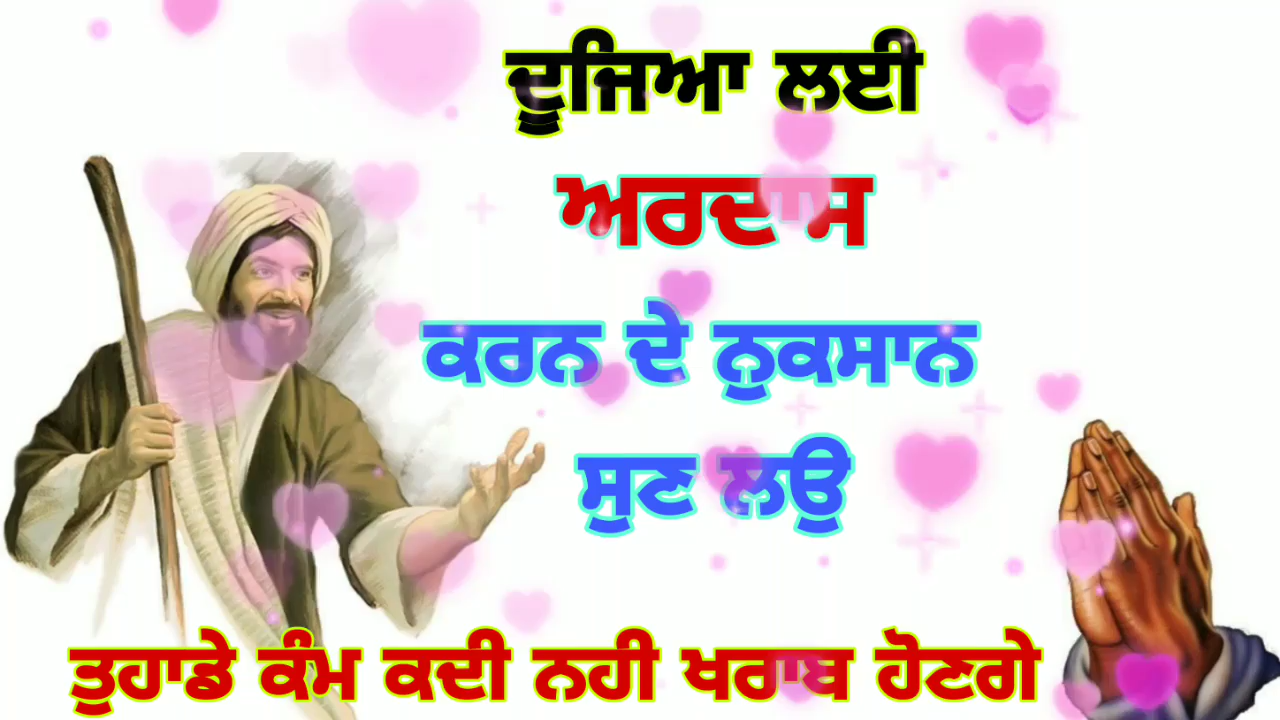 ਦੂਜਿਆ ਲਈ
ਅਰਦਾਸ
ਕਰਨ ਦੇ ਨੁਕਸਾਨ
ਸੁਣ ਲਉ
ਤੁਹਾਡੇ ਕੰਮ ਕਦੀ ਨਹੀ ਖਰਾਬ ਹੋਣਗੇ